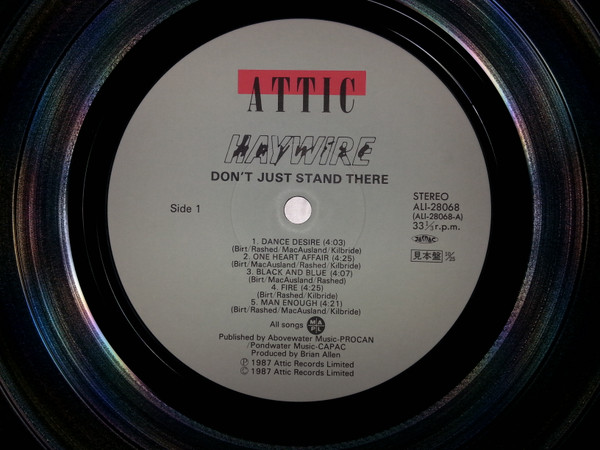 ATTIC
HAYWIRE
DON'T JUST STAND THERE
Side 1
STEREO
ALI-28068
(ALI-28068-A)
33⅓ r.p.m.
JASRAC
見本盤
1. DANCE DESIRE (4:03)
(Birt/Rashed/MacAusland/Kilbride)
2. ONE HEART AFFAIR (4:25)
(Birt/MacAusland/Kilbride)
3. BLACK AND BLUE (4:07)
(Birt/MacAusland/Rashed)
4. FIRE (4:25)
(Birt/Rashed/Kilbride)
5. MAN ENOUGH (4:21)
(Birt/Rashed/MacAusland/Kilbride)
All songs MAPL
Published by Abovewater Music-PROCAN
/Pondwater Music-CAPAC
Produced by Brian Allen
Ⓟ 1987 Attic Records Limited
© 1987 Attic Records Limited